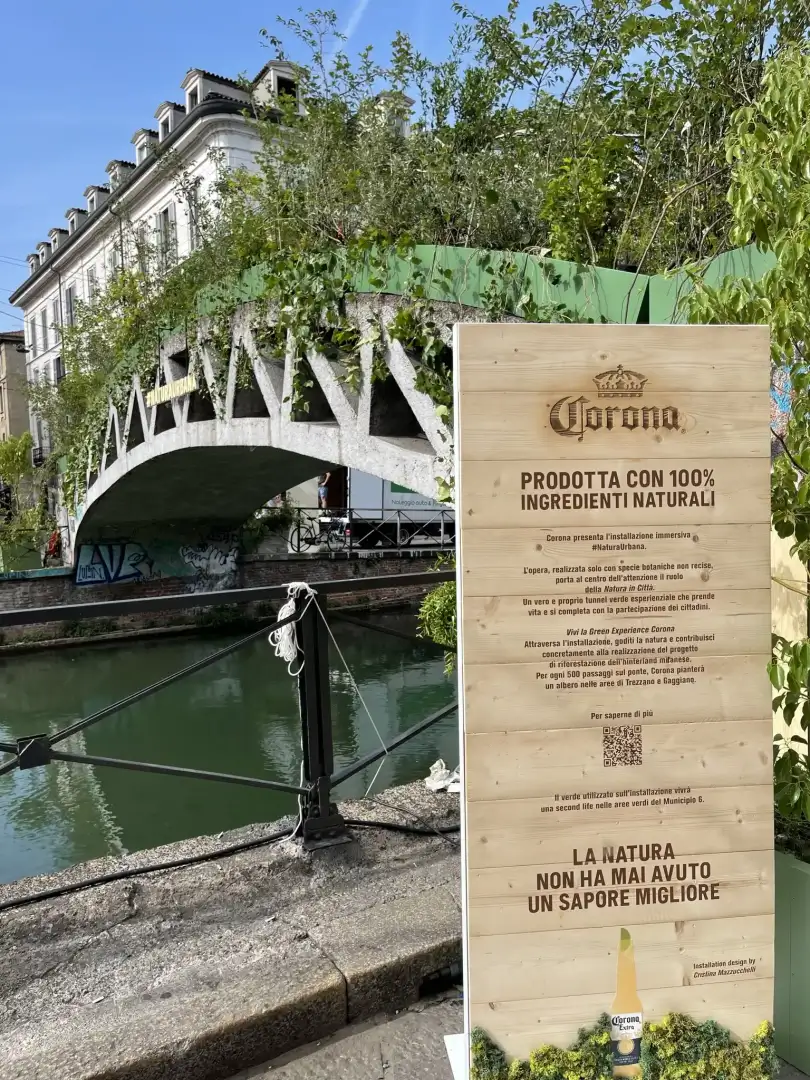 #NATURAURBANA
Noleggio auto e
Corona
PRODOTTA CON 100%
INGREDIENTI NATURALI
Corona presenta l'installazione immersiva
#NaturaUrbana.
L'opera, realizzata solo con specie botaniche non recise,
porta al centro dell'attenzione il ruolo
della Natura in Città.
Un vero e proprio tunnel verde esperienziale che prende
vita e si completa con la partecipazione dei cittadini.
Vivi la Green Experience Corona
Attraversa l'installazione, goditi la natura e contribuisci
concretamente alla realizzazione del progetto
di riforestazione dell'hinterland milanese.
Per ogni 500 passaggi sul ponte, Corona pianterà
un albero nelle aree di Trezzano e Gaggiano.
Per saperne di più
Il verde utilizzato sull'installazione vivrà
una second life nelle aree verdi del Municipio 6.
LA NATURA
NON HA MAI AVUTO
UN SAPORE MIGLIORE
Installation design by
Cristina Mazzucchelli
Corona
Extra